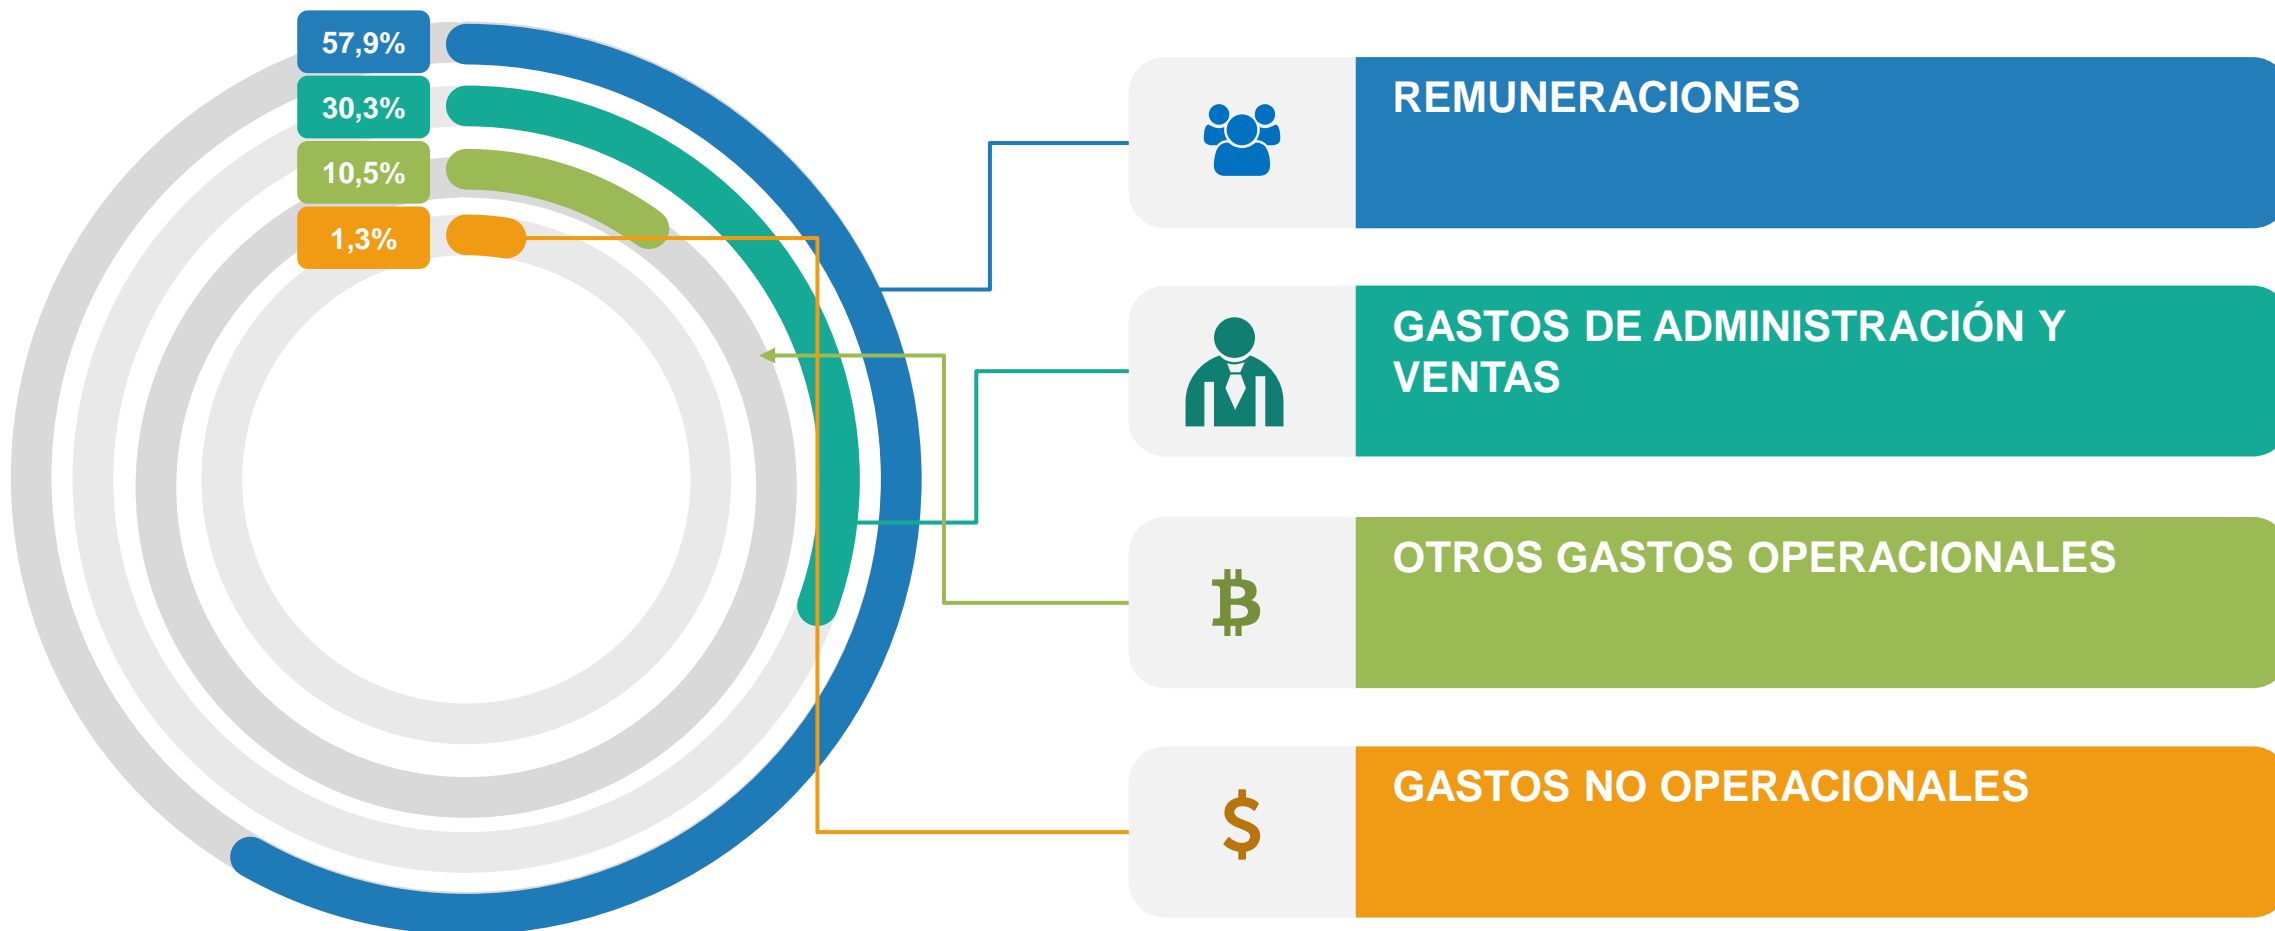 57,9%
30,3%
10,5%
1,3%
REMUNERACIONES
GASTOS DE ADMINISTRACIÓN Y
VENTAS
OTROS GASTOS OPERACIONALES
GASTOS NO OPERACIONALES